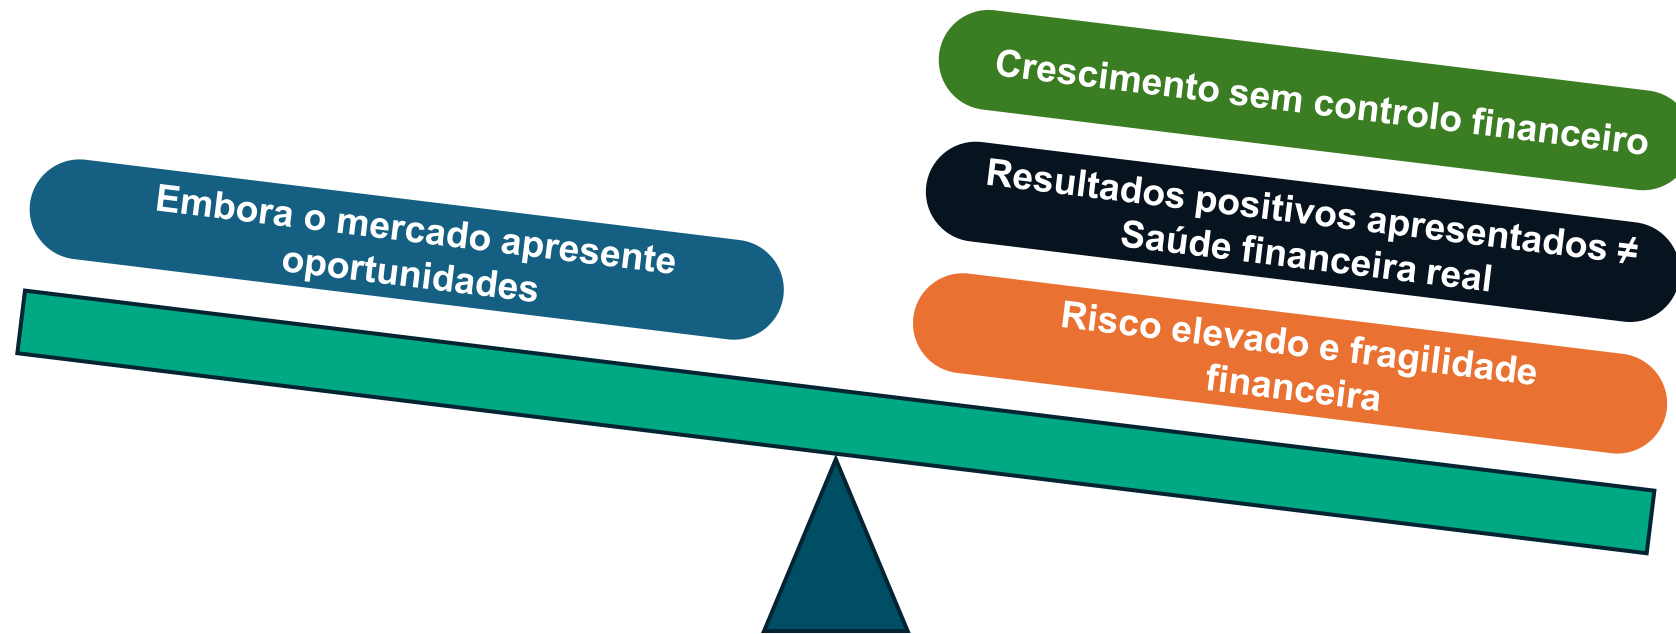 Embora o mercado apresente
oportunidades
Crescimento sem controlo financeiro
Resultados positivos apresentados ≠
Saúde financeira real
Risco elevado e fragilidade
financeira